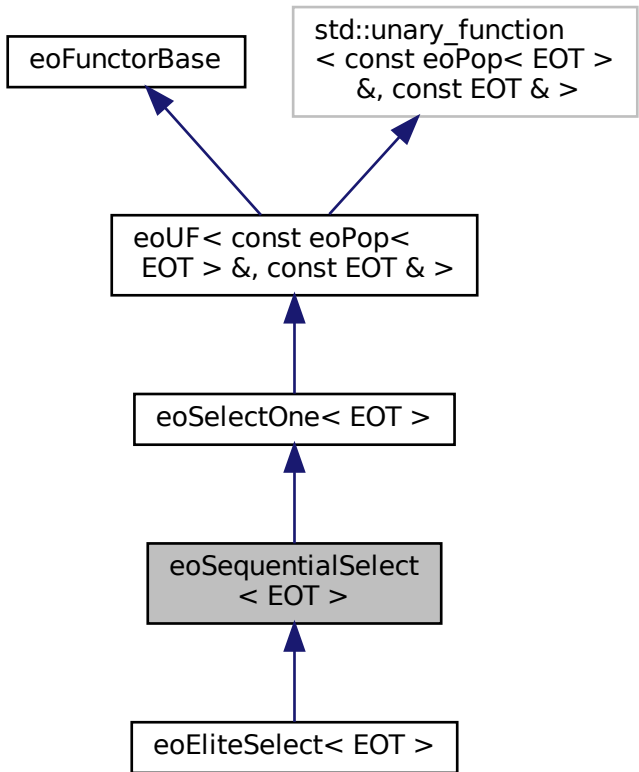 eoFunctorBase
std::unary_function
< const eoPop< EOT >
&, const EOT & >
eoUF< const eoPop<
EOT > &, const EOT & >
eoSelectOne< EOT >
eoSequentialSelect
< EOT >
eoEliteSelect< EOT >